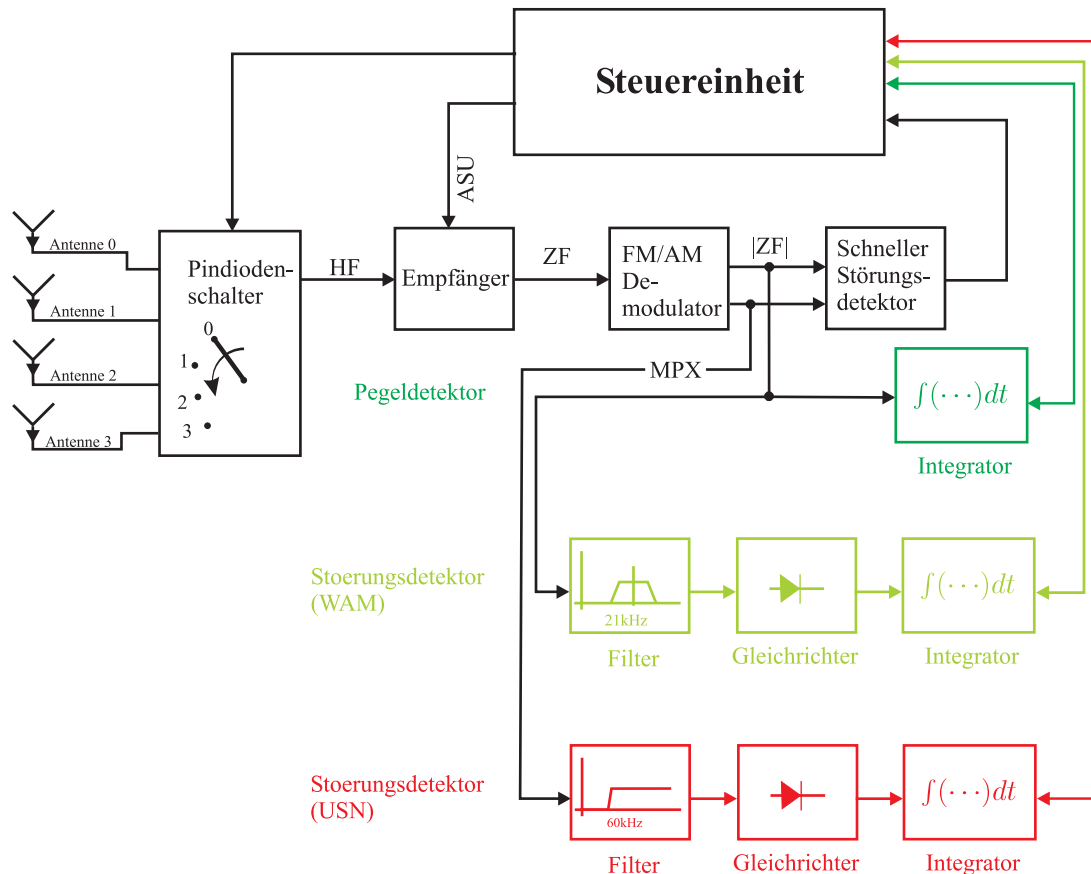 Steuereinheit
ASU
Antenne 0
Antenne 1
Antenne 2
Antenne 3
Pindioden-
schalter
0
1
2
3
HF
Empfänger
ZF
FM/AM
De-
modulator
|ZF|
Schneller
Störungs-
detektor
MPX
Pegeldetektor
∫(···)dt
Integrator
Stoerungsdetektor
(WAM)
21kHz
Filter
Gleichrichter
∫(···)dt
Integrator
Stoerungsdetektor
(USN)
60kHz
Filter
Gleichrichter
∫(···)dt
Integrator